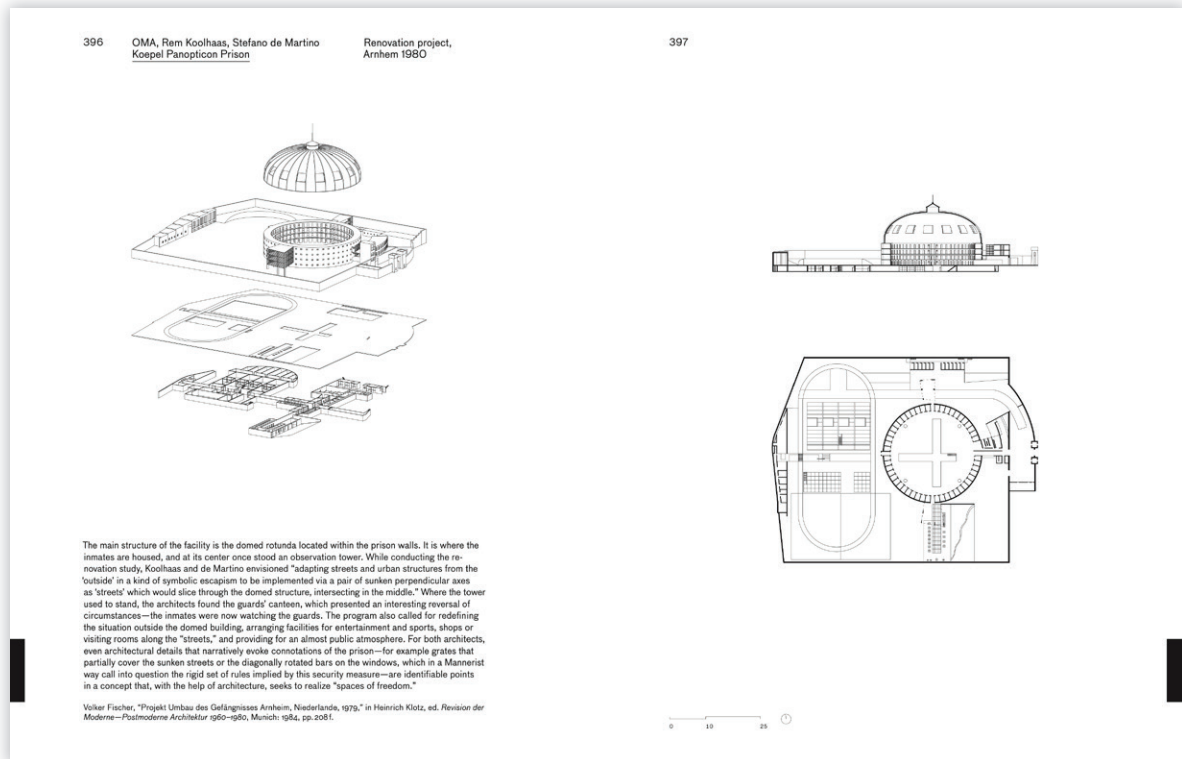 396
OMA, Rem Koolhaas, Stefano de Martino
Koepel Panopticon Prison
Renovation project,
Arnhem 1980
The main structure of the facility is the domed rotunda located within the prison walls. It is where the
inmates are housed, and at its center once stood an observation tower. While conducting the re-
novation study, Koolhaas and de Martino envisioned “adapting streets and urban structures from the
‘outside’ in a kind of symbolic escapism to be implemented via a pair of sunken perpendicular axes
as ‘streets’ which would slice through the domed structure, intersecting in the middle.” Where the tower
used to stand, the architects found the guards’ canteen, which presented an interesting reversal of
circumstances—the inmates were now watching the guards. The program also called for redefining
the situation outside the domed building, arranging facilities for entertainment and sports, shops or
visiting rooms along the “streets,” and providing for an almost public atmosphere. For both architects,
even architectural details that narratively evoke connotations of the prison—for example grates that
partially cover the sunken streets or the diagonally rotated bars on the windows, which in a Mannerist
way call into question the rigid set of rules implied by this security measure—are identifiable points
in a concept that, with the help of architecture, seeks to realize “spaces of freedom.”
Volker Fischer, “Projekt Umbau des Gefängnisses Arnheim, Niederlande, 1979,” in Heinrich Klotz, ed. Revision der
Moderne—Postmoderne Architektur 1960–1980, Munich: 1984, pp. 208 f.
397
0 10 25